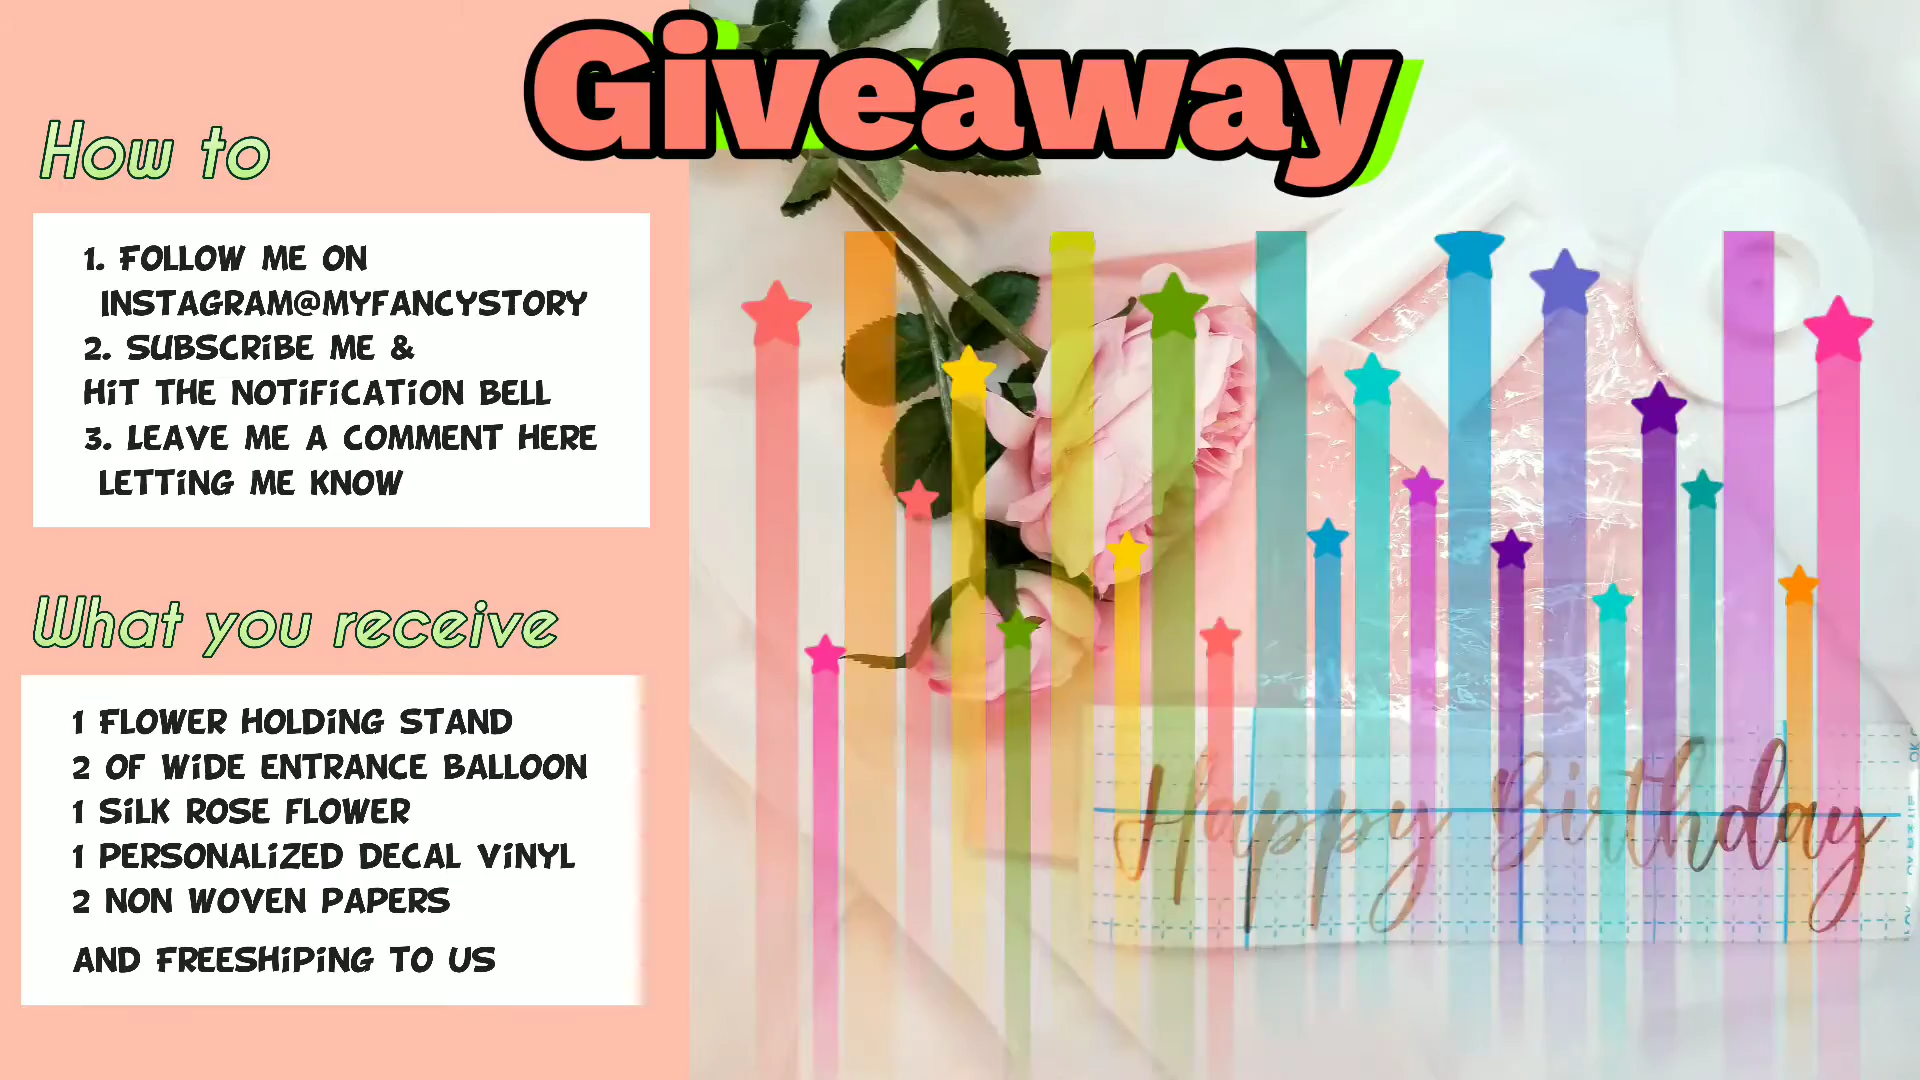 Giveaway
How to
1. FOLLOW ME ON
INSTAGRAM@MYFANCYSTORY
2. SUBSCRIBE ME &
HIT THE NOTIFICATION BELL
3. LEAVE ME A COMMENT HERE
LETTING ME KNOW
What you receive
1 FLOWER HOLDING STAND
2 OF WIDE ENTRANCE BALLOON
1 SILK ROSE FLOWER
1 PERSONALIZED DECAL VINYL
2 NON WOVEN PAPERS
AND FREESHIPING TO US
Happy Birthday